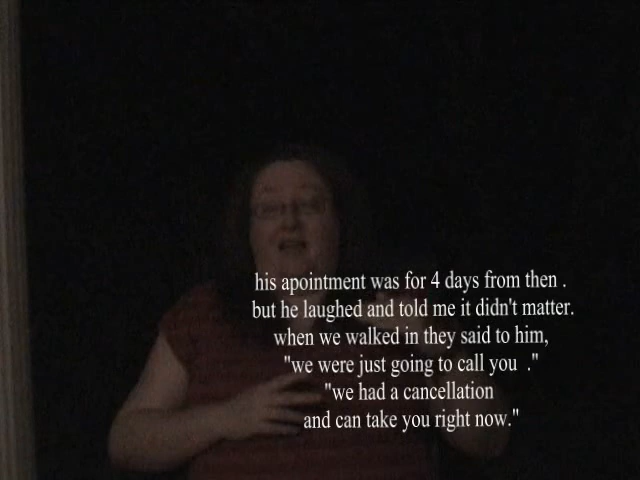 his apointment was for 4 days from then .
but he laughed and told me it didn't matter.
when we walked in they said to him,
"we were just going to call you  ."
"we had a cancellation
and can take you right now."